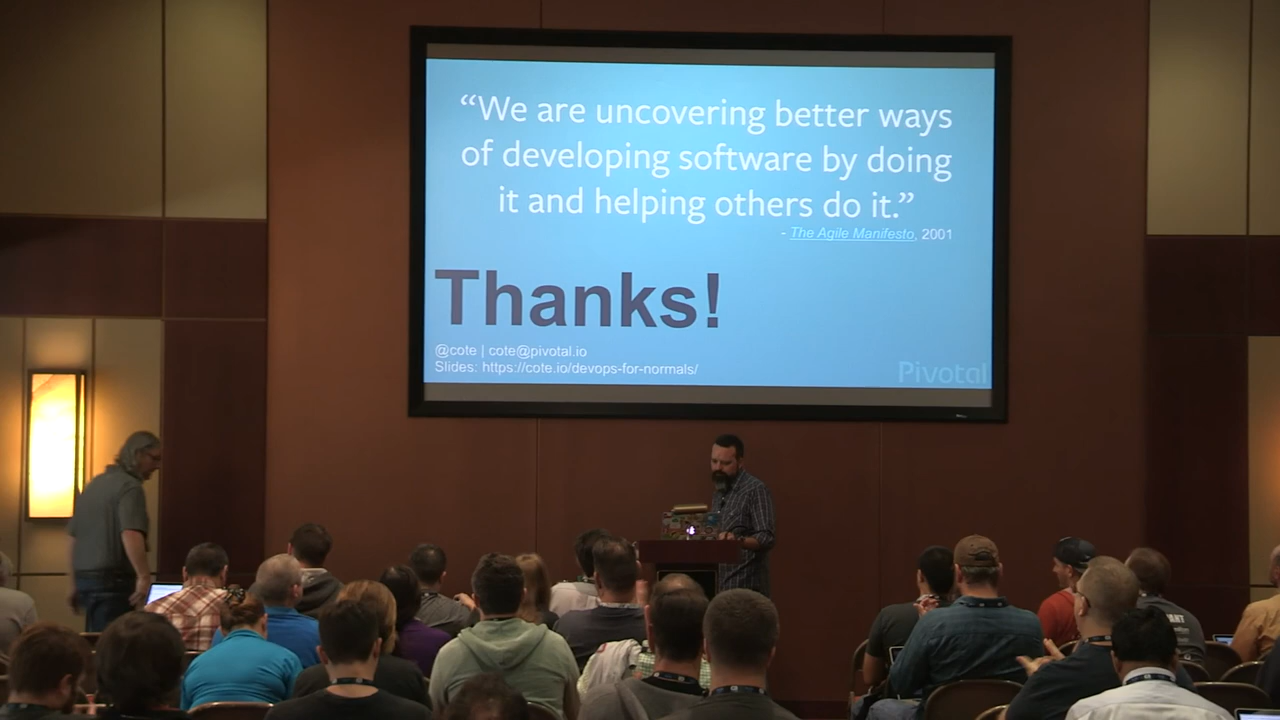 “We are uncovering better ways
of developing software by doing
it and helping others do it.”
- The Agile Manifesto, 2001
Thanks!
@cote | cote@pivotal.io
Slides: https://cote.io/devops-for-normals/
Pivotal